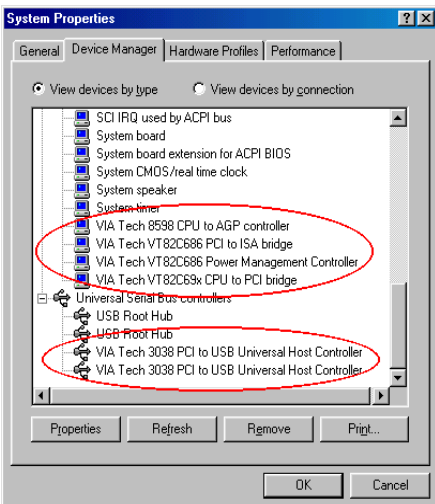 System Properties
General Device Manager Hardware Profiles Performance
View devices by type View devices by connection
SCI IRQ used by ACPI bus
System board
System board extension for ACPI BIOS
System CMOS/real time clock
System speaker
System timer
VIA Tech 8598 CPU to AGP controller
VIA Tech VT82C686 PCI to ISA bridge
VIA Tech VT82C686 Power Management Controller
VIA Tech VT82C69x CPU to PCI bridge
Universal Serial Bus controllers
USB Root Hub
USB Root Hub
VIA Tech 3038 PCI to USB Universal Host Controller
VIA Tech 3038 PCI to USB Universal Host Controller
Properties Refresh Remove Print...
OK Cancel